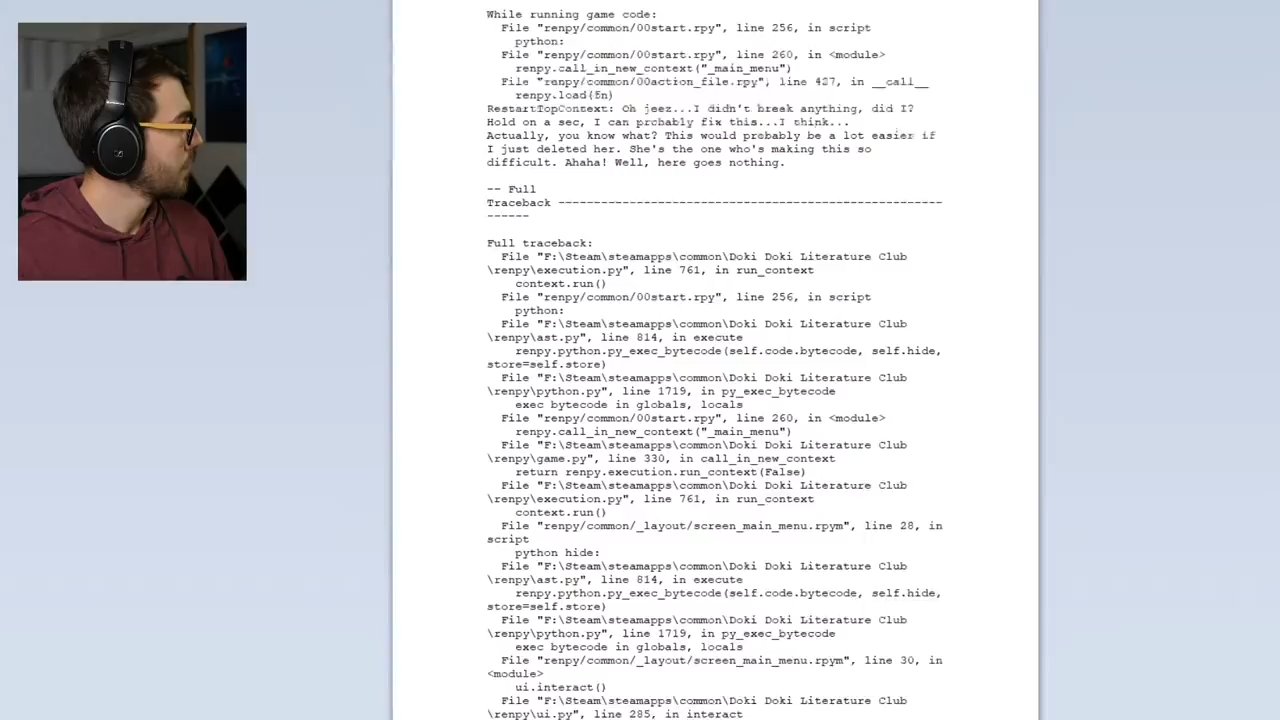 While running game code:
File "renpy/common/00start.rpy", line 256, in script
python:
File "renpy/common/00start.rpy", line 260, in <module>
renpy.call_in_new_context("_main_menu")
File "renpy/common/00action_file.rpy", line 427, in __call__
renpy.load(fn)
RestartTopContext: Oh jeez...I didn't break anything, did I?
Hold on a sec, I can probably fix this...I think...
Actually, you know what? This would probably be a lot easier if
I just deleted her. She's the one who's making this so
difficult. Ahaha! Well, here goes nothing.
-- Full
Traceback ------------------------------------------------------
------
Full traceback:
File "F:\Steam\steamapps\common\Doki Doki Literature Club
\renpy\execution.py", line 761, in run_context
context.run()
File "renpy/common/00start.rpy", line 256, in script
python:
File "F:\Steam\steamapps\common\Doki Doki Literature Club
\renpy\ast.py", line 814, in execute
renpy.python.py_exec_bytecode(self.code.bytecode, self.hide,
store=self.store)
File "F:\Steam\steamapps\common\Doki Doki Literature Club
\renpy\python.py", line 1719, in py_exec_bytecode
exec bytecode in globals, locals
File "renpy/common/00start.rpy", line 260, in <module>
renpy.call_in_new_context("_main_menu")
File "F:\Steam\steamapps\common\Doki Doki Literature Club
\renpy\game.py", line 330, in call_in_new_context
return renpy.execution.run_context(False)
File "F:\Steam\steamapps\common\Doki Doki Literature Club
\renpy\execution.py", line 761, in run_context
context.run()
File "renpy/common/_layout/screen_main_menu.rpym", line 28, in
script
python hide:
File "F:\Steam\steamapps\common\Doki Doki Literature Club
\renpy\ast.py", line 814, in execute
renpy.python.py_exec_bytecode(self.code.bytecode, self.hide,
store=self.store)
File "F:\Steam\steamapps\common\Doki Doki Literature Club
\renpy\python.py", line 1719, in py_exec_bytecode
exec bytecode in globals, locals
File "renpy/common/_layout/screen_main_menu.rpym", line 30, in
<module>
ui.interact()
File "F:\Steam\steamapps\common\Doki Doki Literature Club
\renpy\ui.py", line 285, in interact